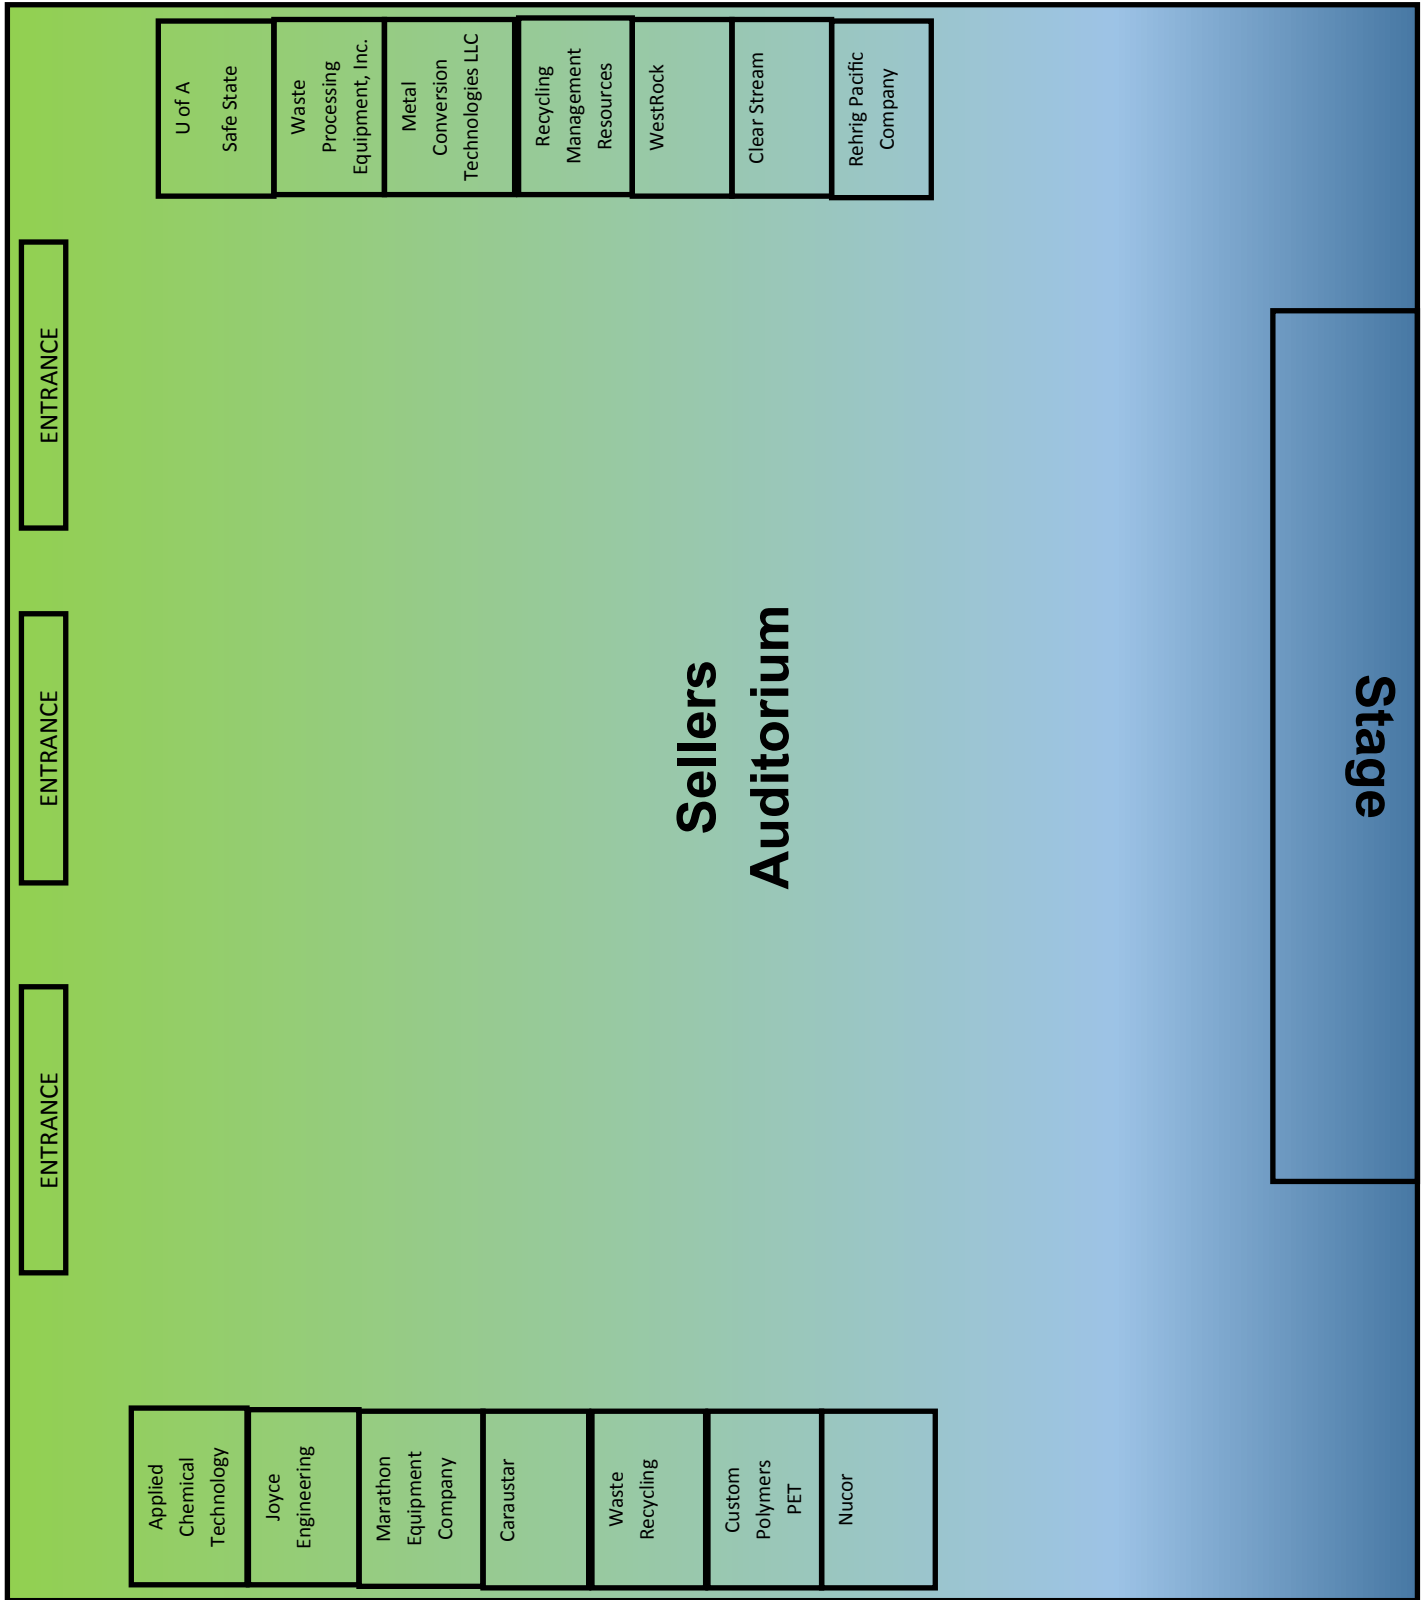 U of A
Safe State
Waste
Processing
Equipment, Inc.
Metal
Conversion
Technologies LLC
Recycling
Management
Resources
WestRock
Clear Stream
Rehrig Pacific
Company
ENTRANCE
ENTRANCE
ENTRANCE
Sellers
Auditorium
Stage
Applied
Chemical
Technology
Joyce
Engineering
Marathon
Equipment
Company
Caraustar
Waste
Recycling
Custom
Polymers
PET
Nucor